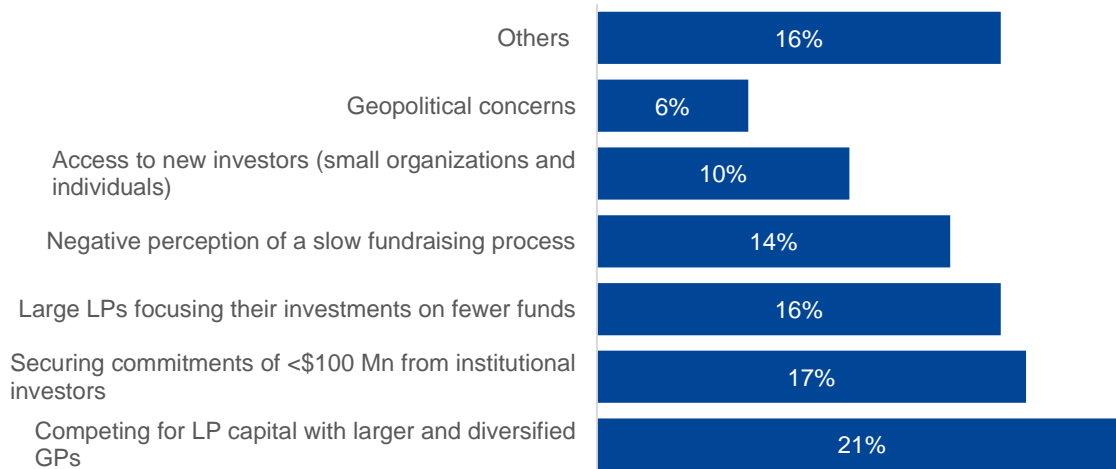 Others
16%
Geopolitical concerns
6%
Access to new investors (small organizations and
individuals)
10%
Negative perception of a slow fundraising process
14%
Large LPs focusing their investments on fewer funds
16%
Securing commitments of <$100 Mn from institutional
investors
17%
Competing for LP capital with larger and diversified
GPs
21%